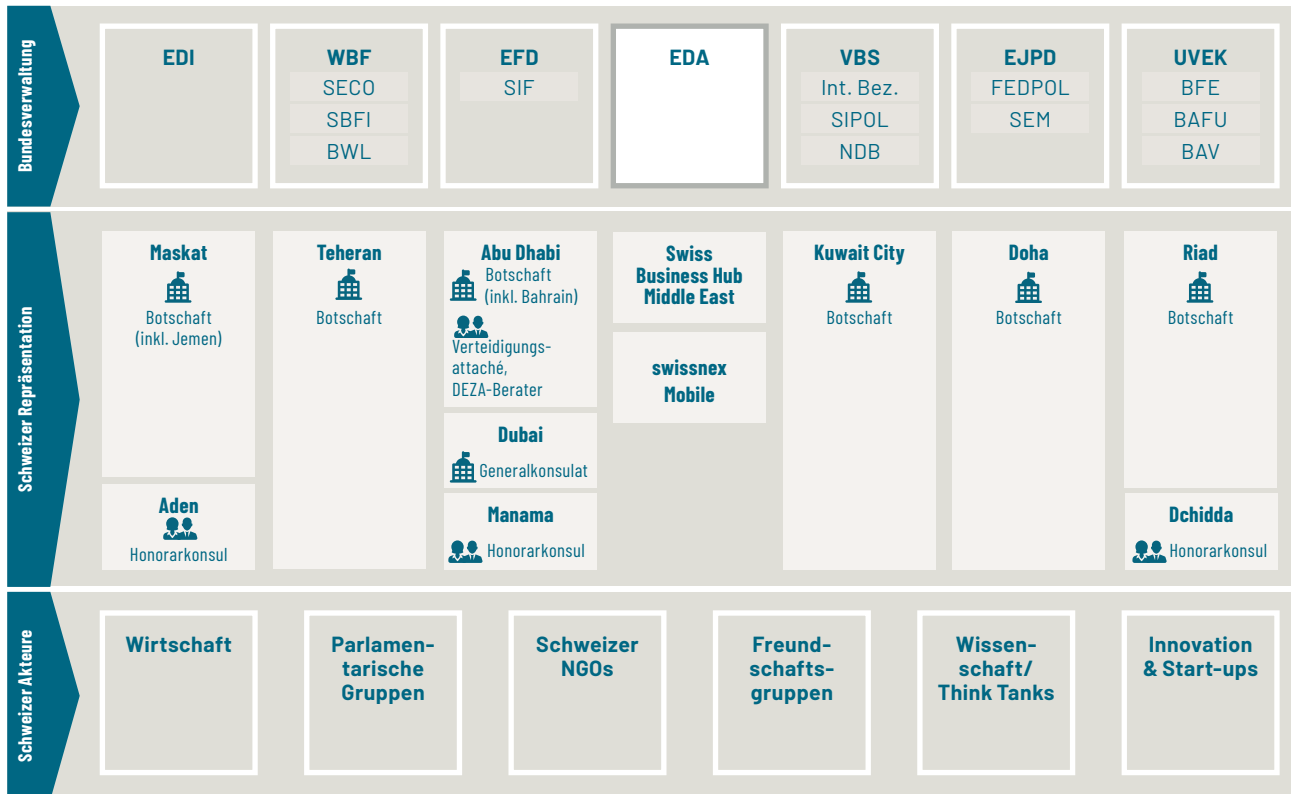 Bundesverwaltung
EDI
WBF
SECO
SBFI
BWL
EFD
SIF
EDA
VBS
Int. Bez.
SIPOL
NDB
EJPD
FEDPOL
SEM
UVEK
BFE
BAFU
BAV
Schweizer Repräsentation
Maskat
Botschaft
(inkl. Jemen)
Aden
Honorarkonsul
Teheran
Botschaft
Abu Dhabi
Botschaft
(inkl. Bahrain)
Verteidigungs-
attaché,
DEZA-Berater
Dubai
Generalkonsulat
Manama
Honorarkonsul
Swiss
Business Hub
Middle East
swissnex
Mobile
Kuwait City
Botschaft
Doha
Botschaft
Riad
Botschaft
Dchidda
Honorarkonsul
Schweizer Akteure
Wirtschaft
Parlamen-
tarische
Gruppen
Schweizer
NGOs
Freund-
schafts-
gruppen
Wissen-
schaft/
Think Tanks
Innovation
& Start-ups